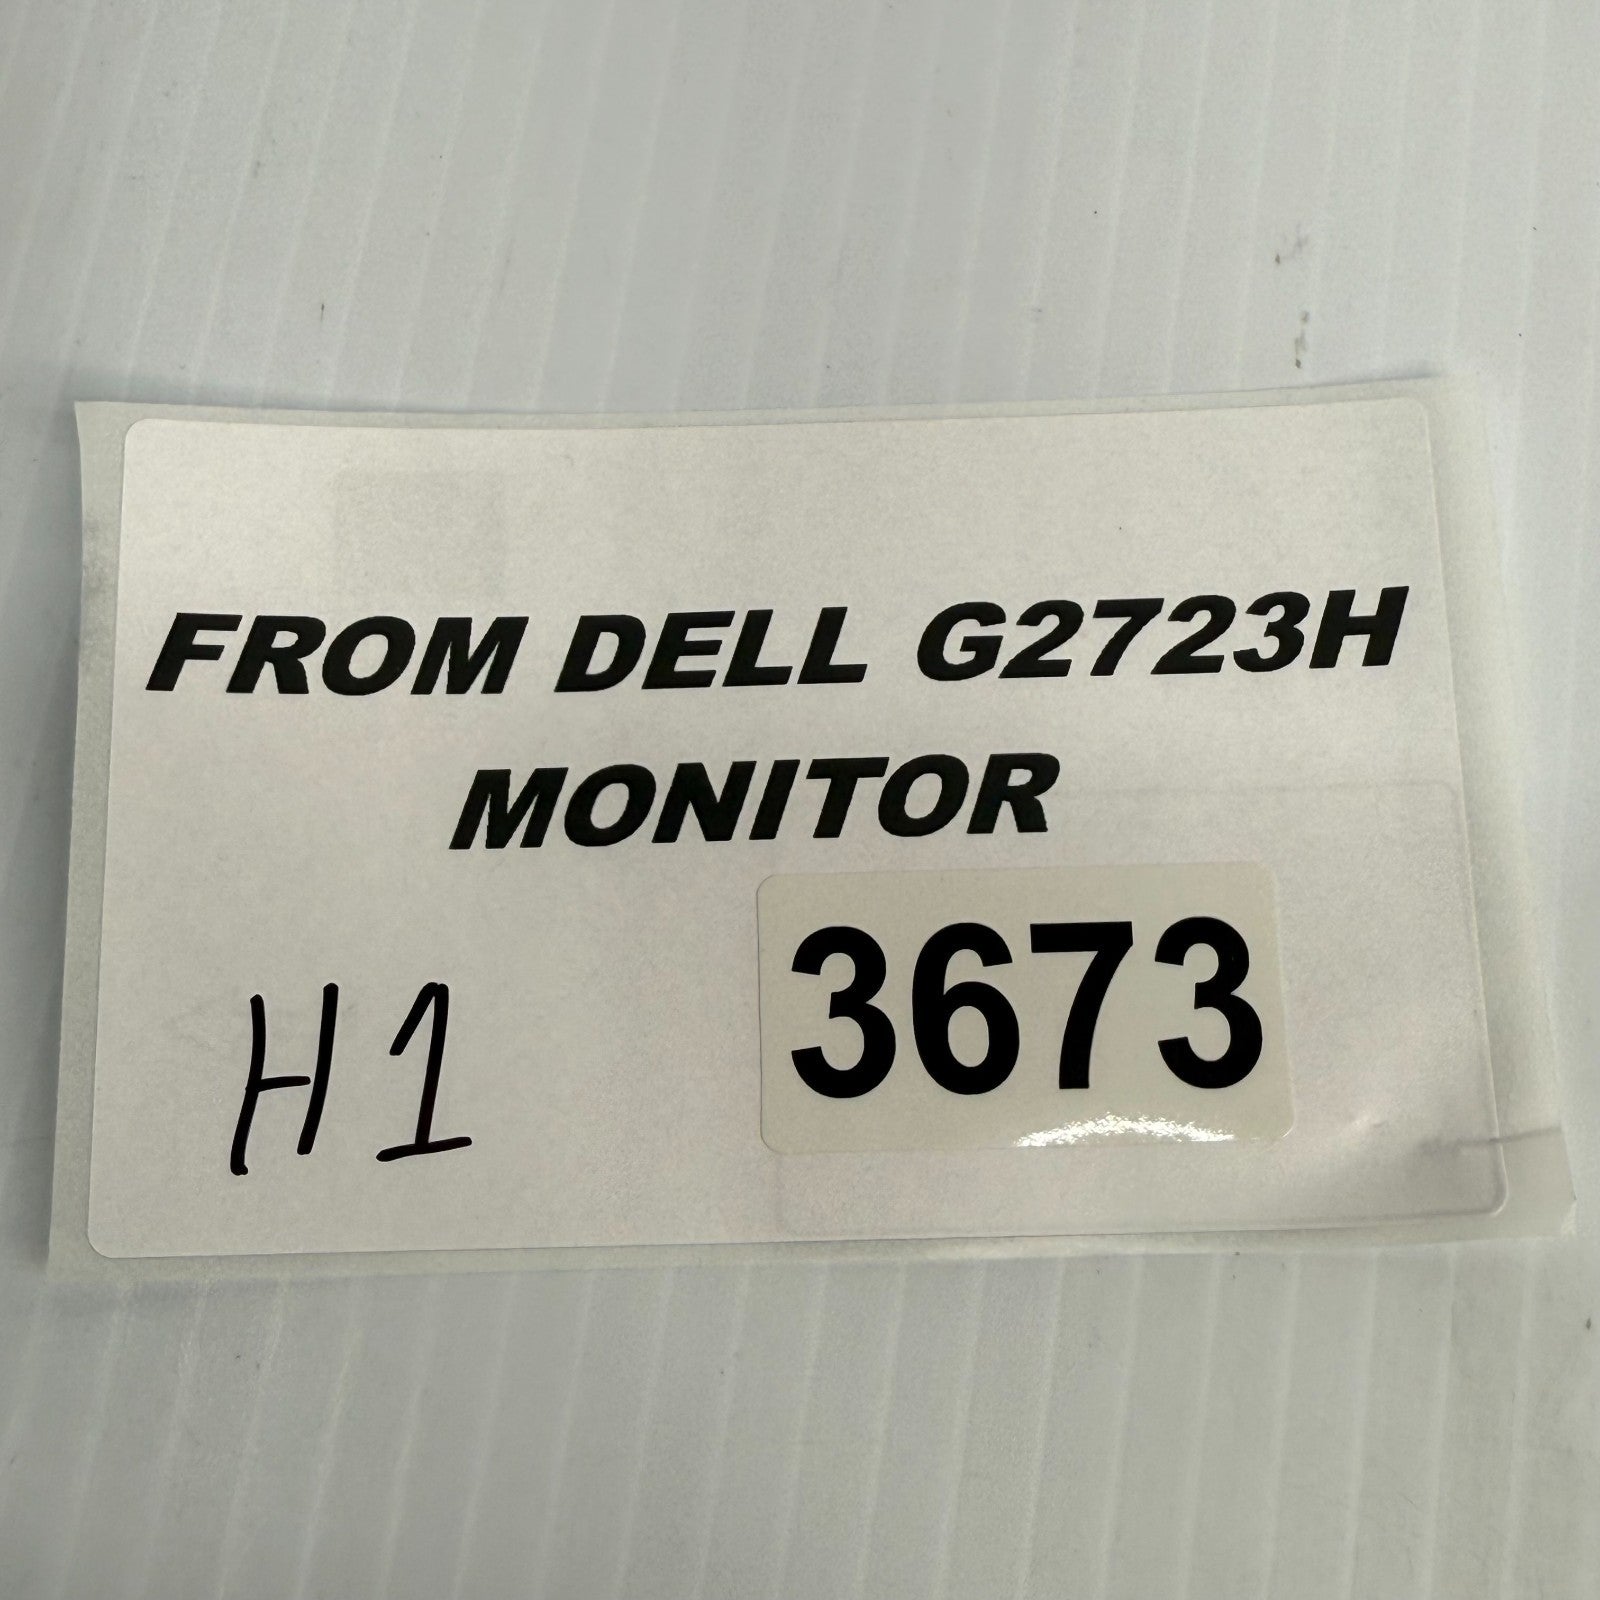 FROM DELL G2723H
MONITOR
H1
3673